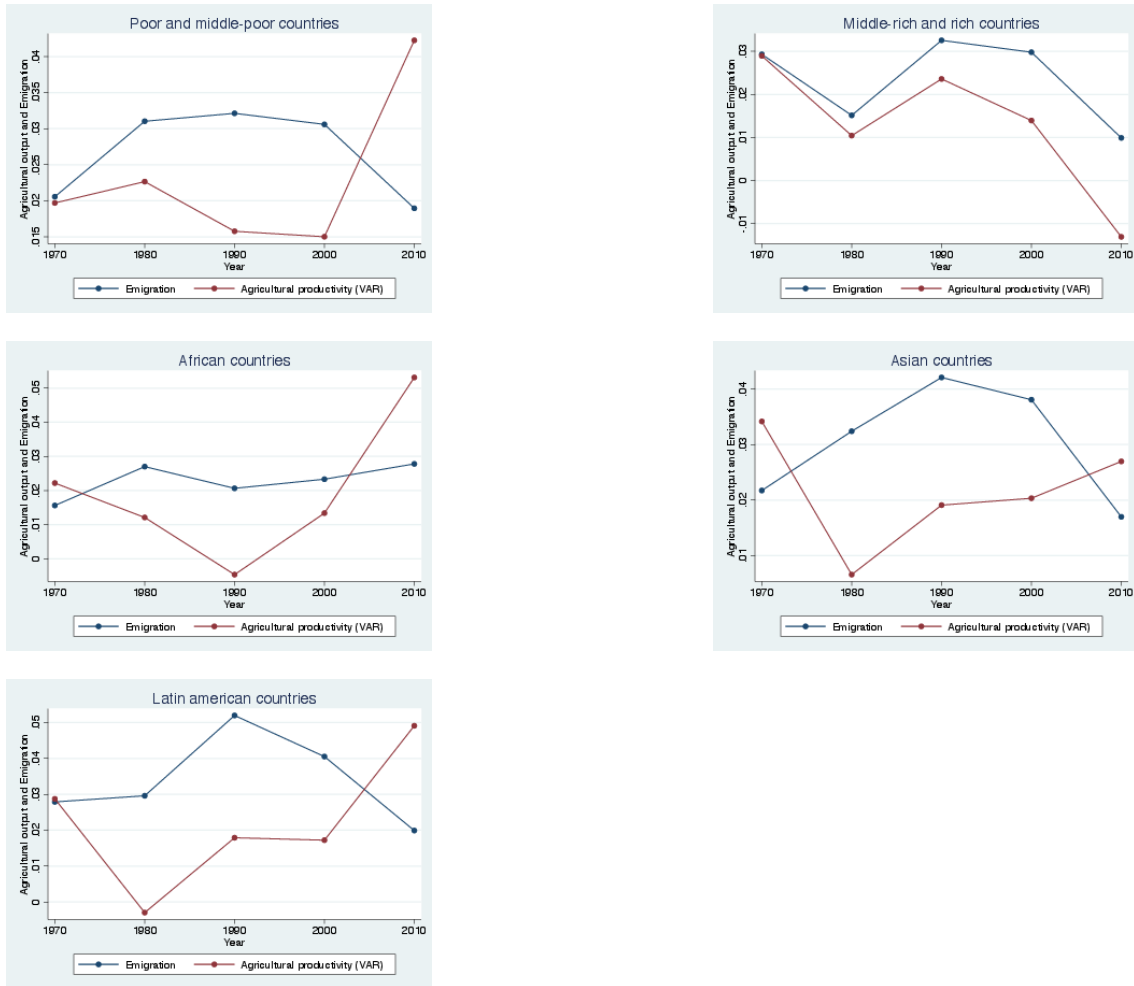 Poor and middle-poor countries
Agricultural output and Emigration
.04
.035
.03
.025
.02
.015
1970 1980 1990 2000 2010
Year
Emigration Agricultural productivity (VAR)
Middle-rich and rich countries
Agricultural output and Emigration
.03
.02
.01
0
-.01
1970 1980 1990 2000 2010
Year
Emigration Agricultural productivity (VAR)
African countries
Agricultural output and Emigration
.05
.04
.03
.02
.01
0
1970 1980 1990 2000 2010
Year
Emigration Agricultural productivity (VAR)
Asian countries
Agricultural output and Emigration
.04
.03
.02
.01
1970 1980 1990 2000 2010
Year
Emigration Agricultural productivity (VAR)
Latin american countries
Agricultural output and Emigration
.05
.04
.03
.02
.01
0
1970 1980 1990 2000 2010
Year
Emigration Agricultural productivity (VAR)